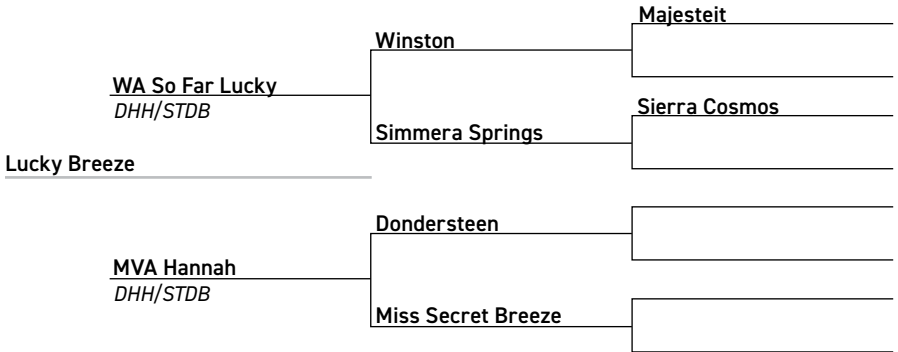 Majesteit
Winston
WA So Far Lucky
DHH/STDB
Sierra Cosmos
Simmera Springs
Lucky Breeze
Dondersteen
MVA Hannah
DHH/STDB
Miss Secret Breeze